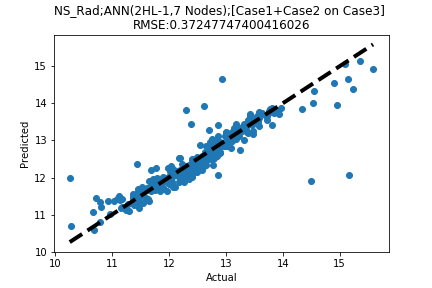 NS_Rad;ANN(2HL-1,7 Nodes);[Case1+Case2 on Case3]
RMSE:0.37247747400416026
15
14
13
12
11
10
Predicted
10 11 12 13 14 15
Actual